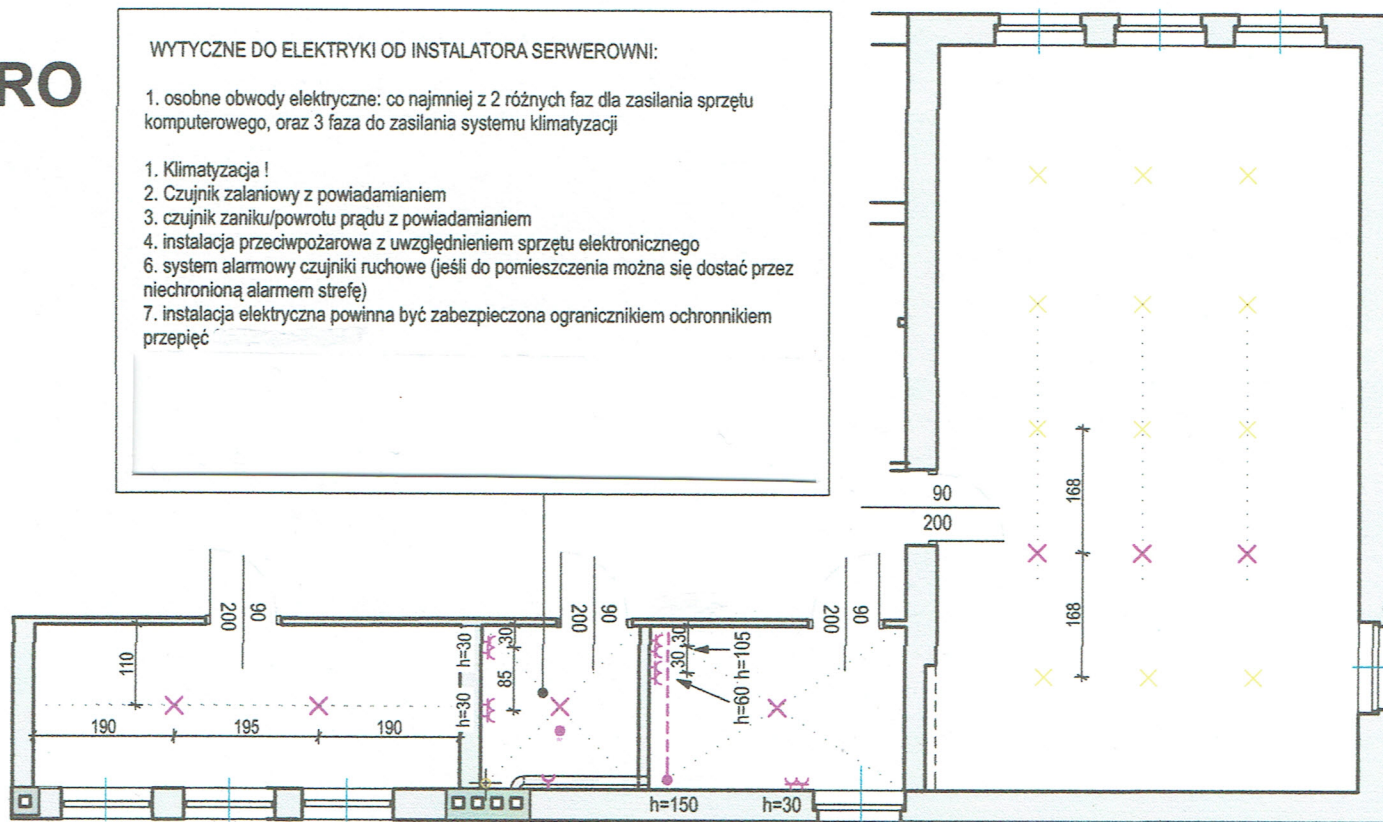 RO
WYTYCZNE DO ELEKTRYKI OD INSTALATORA SERWEROWNI:
1. osobne obwody elektryczne: co najmniej z 2 różnych faz dla zasilania sprzętu
komputerowego, oraz 3 faza do zasilania systemu klimatyzacji
1. Klimatyzacja !
2. Czujnik zalaniowy z powiadamianiem
3. czujnik zaniku/powrotu prądu z powiadamianiem
4. instalacja przeciwpożarowa z uwzględnieniem sprzętu elektronicznego
6. system alarmowy czujniki ruchowe (jeśli do pomieszczenia można się dostać przez
niechronioną alarmem strefę)
7. instalacja elektryczna powinna być zabezpieczona ogranicznikiem ochronnikiem
przepięć
90
200
168
168
90
200
90
200
90
200
110
190
195
190
h=30
h=30
30
85
30
30
h=105
h=60
h=150
h=30